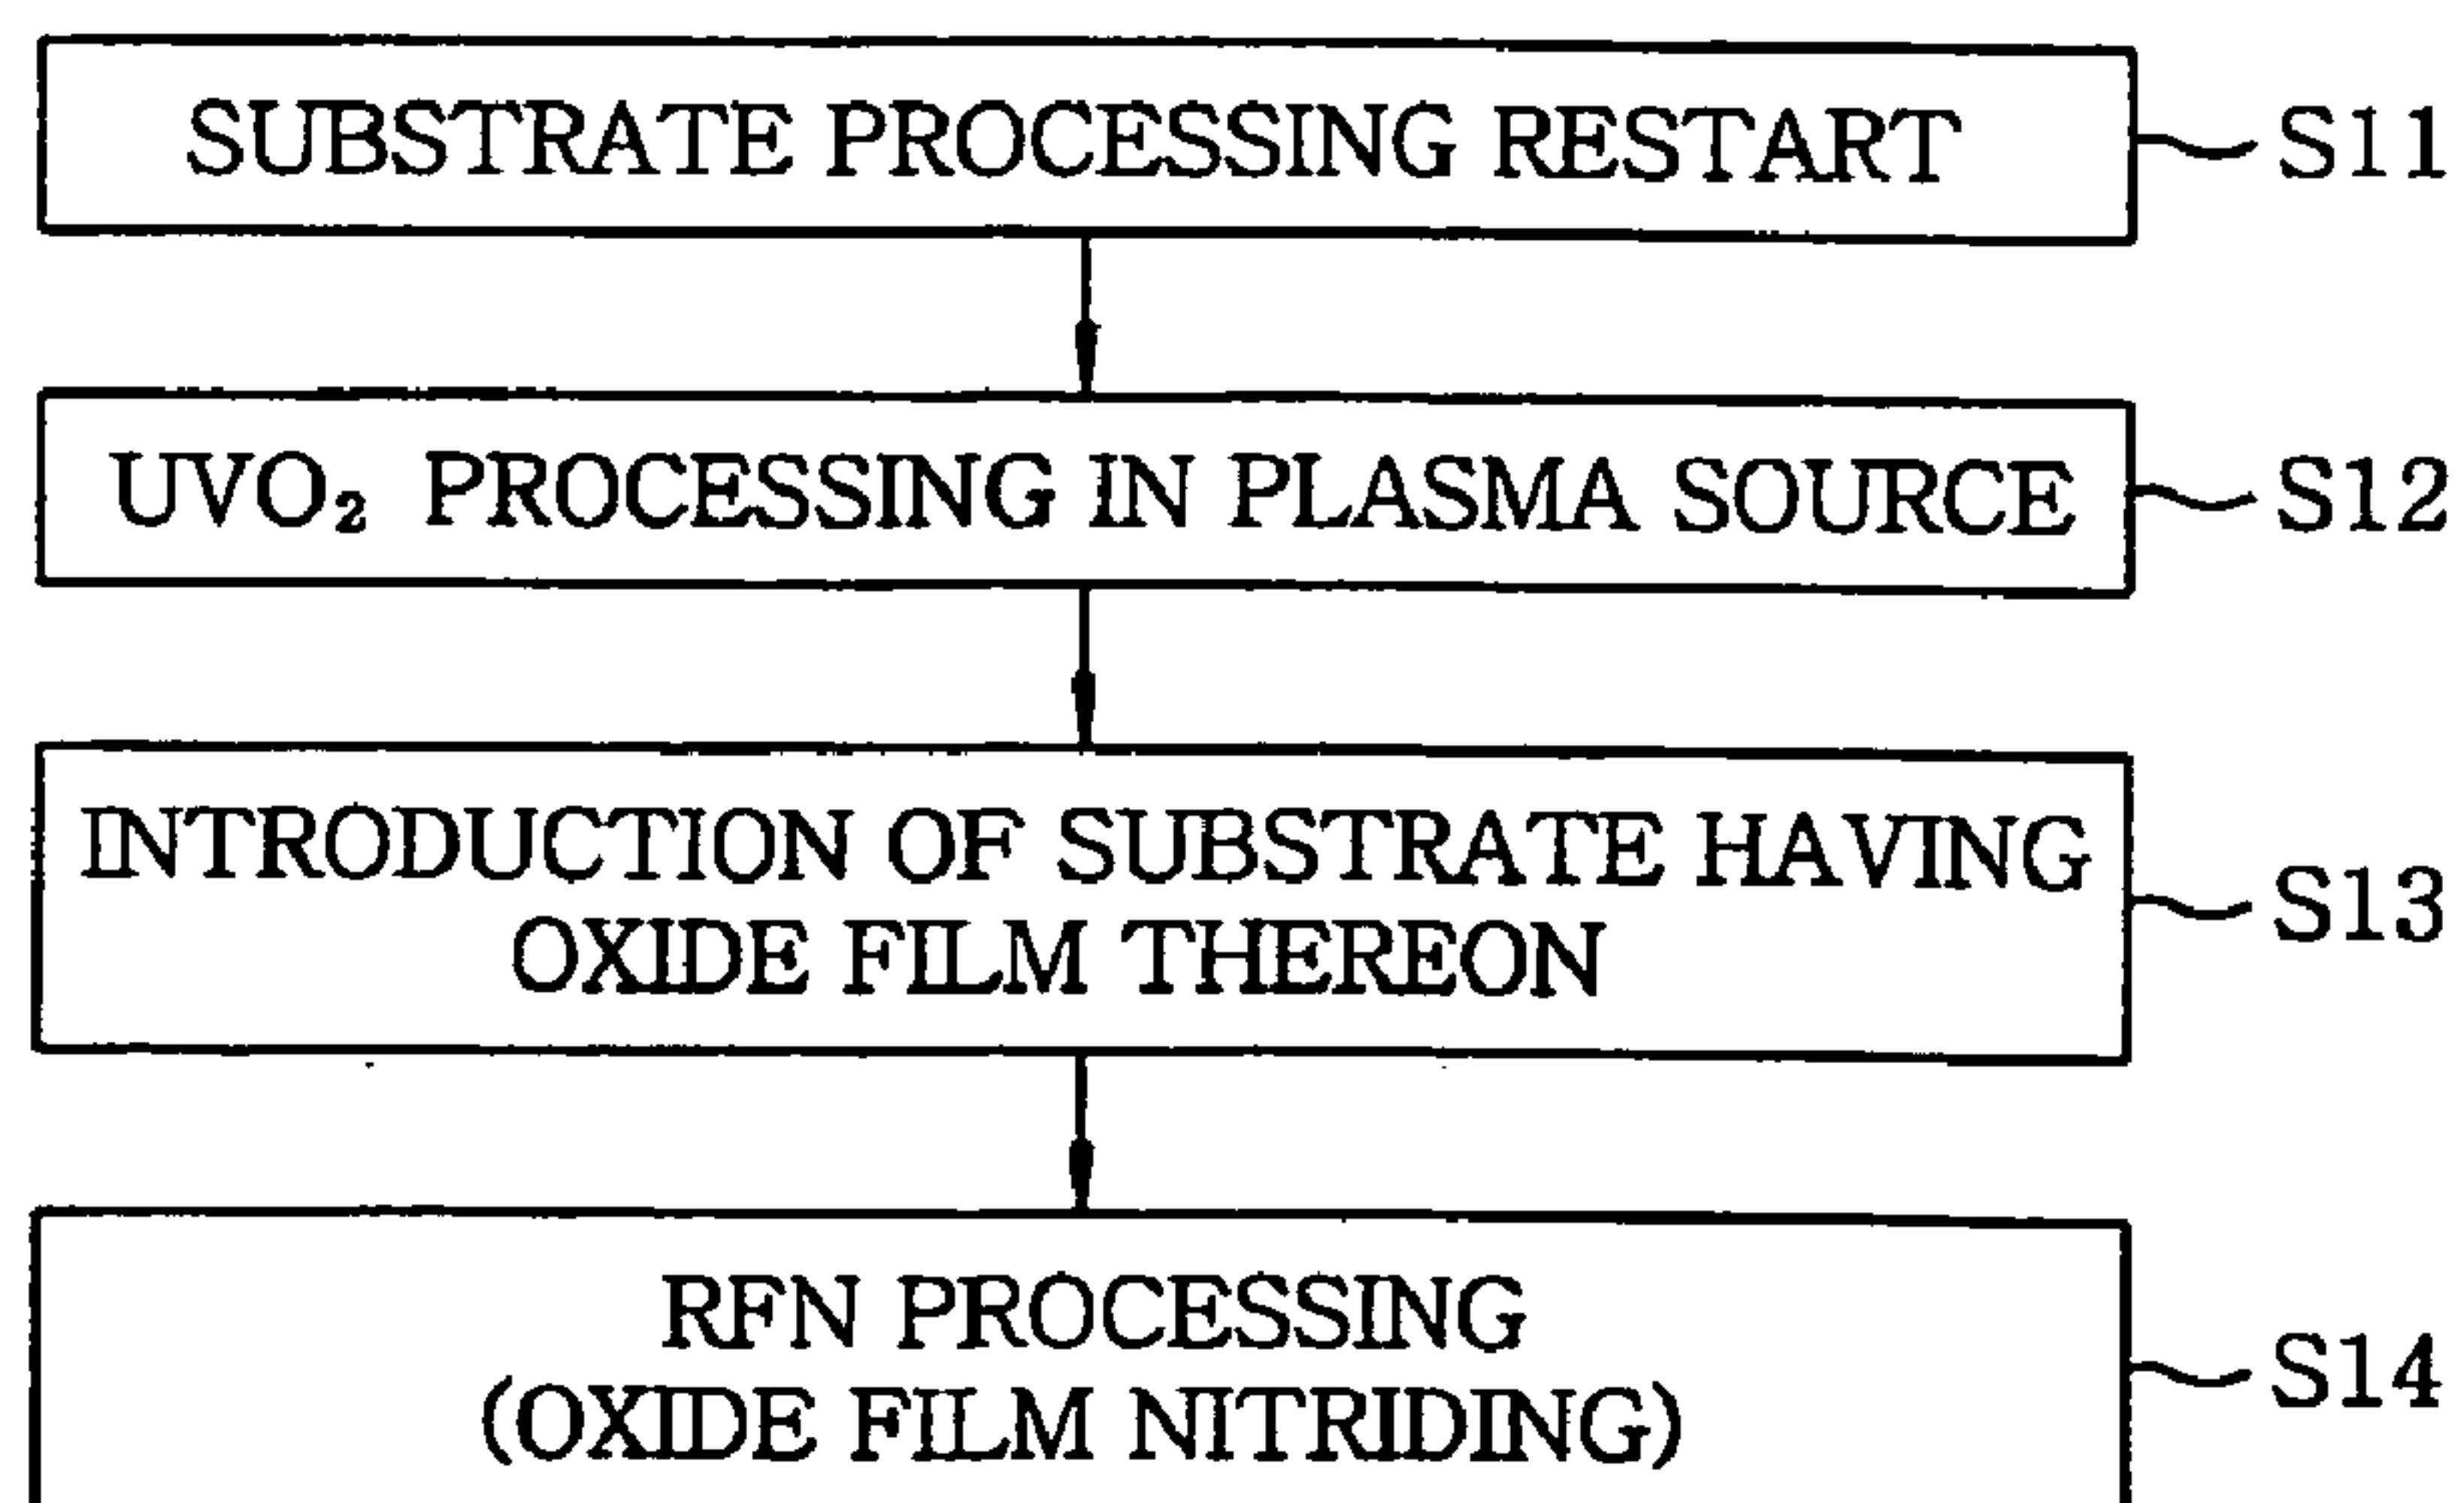 SUBSTRATE PROCESSING RESTART S11
UVO₂ PROCESSING IN PLASMA SOURCE S12
INTRODUCTION OF SUBSTRATE HAVING
OXIDE FILM THEREON
S13
RFN PROCESSING
(OXIDE FILM NITRIDING)
S14